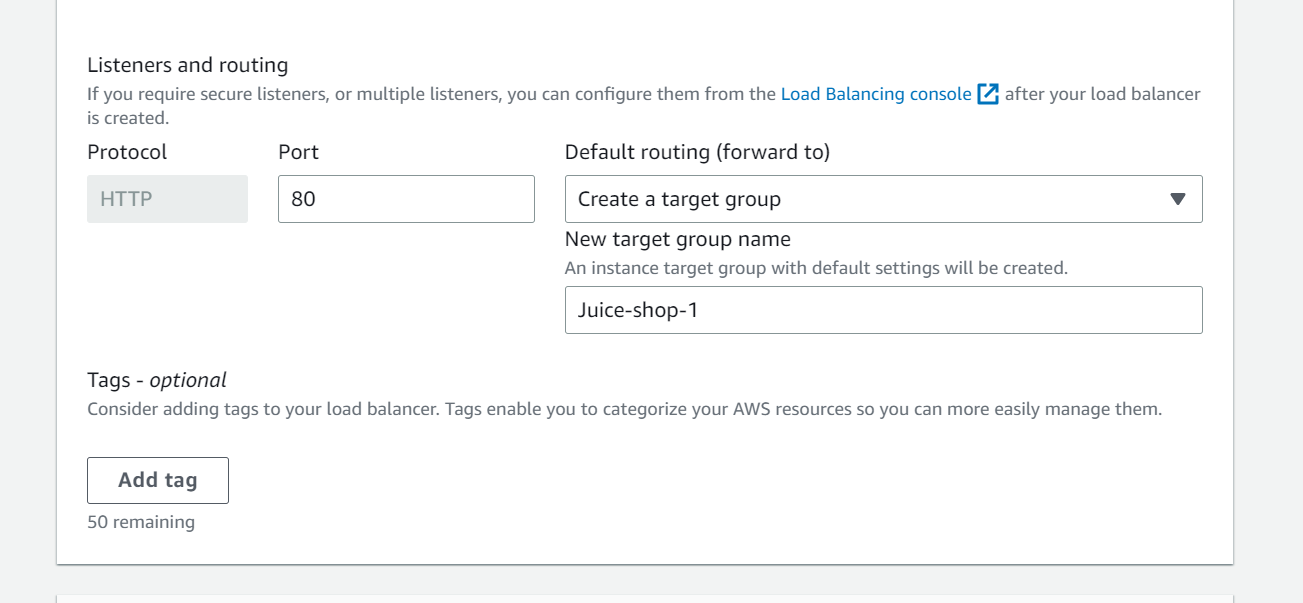 Listeners and routing
If you require secure listeners, or multiple listeners, you can configure them from the Load Balancing console after your load balancer
is created.
Protocol
Port
Default routing (forward to)
HTTP
80
Create a target group
New target group name
An instance target group with default settings will be created.
Juice-shop-1
Tags - optional
Consider adding tags to your load balancer. Tags enable you to categorize your AWS resources so you can more easily manage them.
Add tag
50 remaining